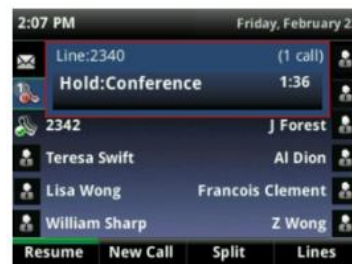 2:07 PM Friday, February 2
Line:2340 (1 call)
Hold:Conference 1:36
2342 J Forest
Teresa Swift Al Dion
Lisa Wong Francois Clement
William Sharp Z Wong
Resume New Call Split Lines